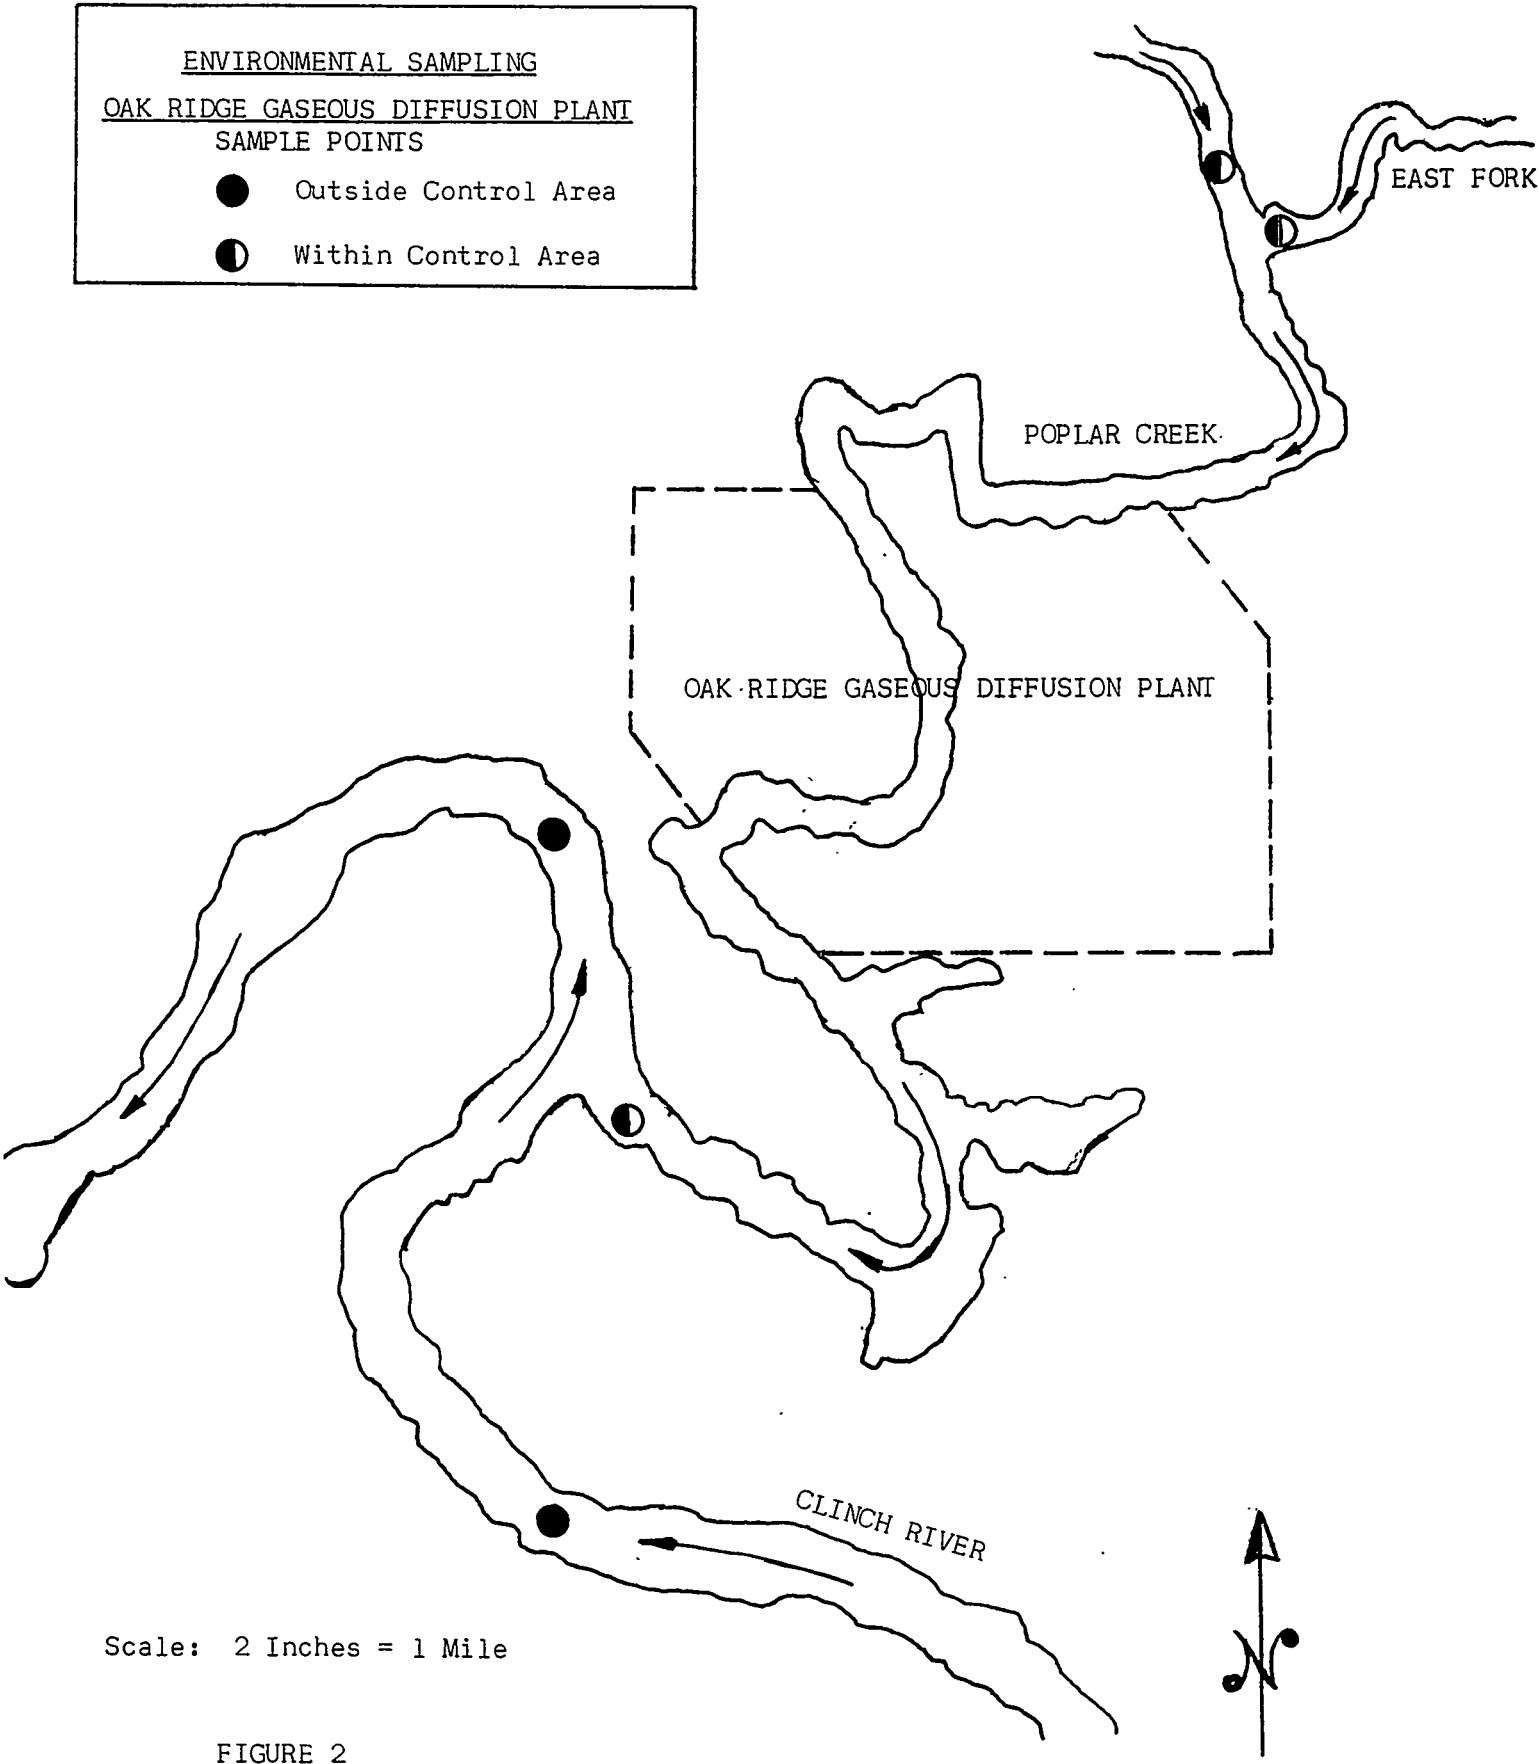 ENVIRONMENTAL SAMPLING
OAK RIDGE GASEOUS DIFFUSION PLANT
SAMPLE POINTS
Outside Control Area
Within Control Area
EAST FORK
POPLAR CREEK
OAK RIDGE GASEOUS DIFFUSION PLANT
CLINCH RIVER
Scale: 2 Inches = 1 Mile
N
FIGURE 2